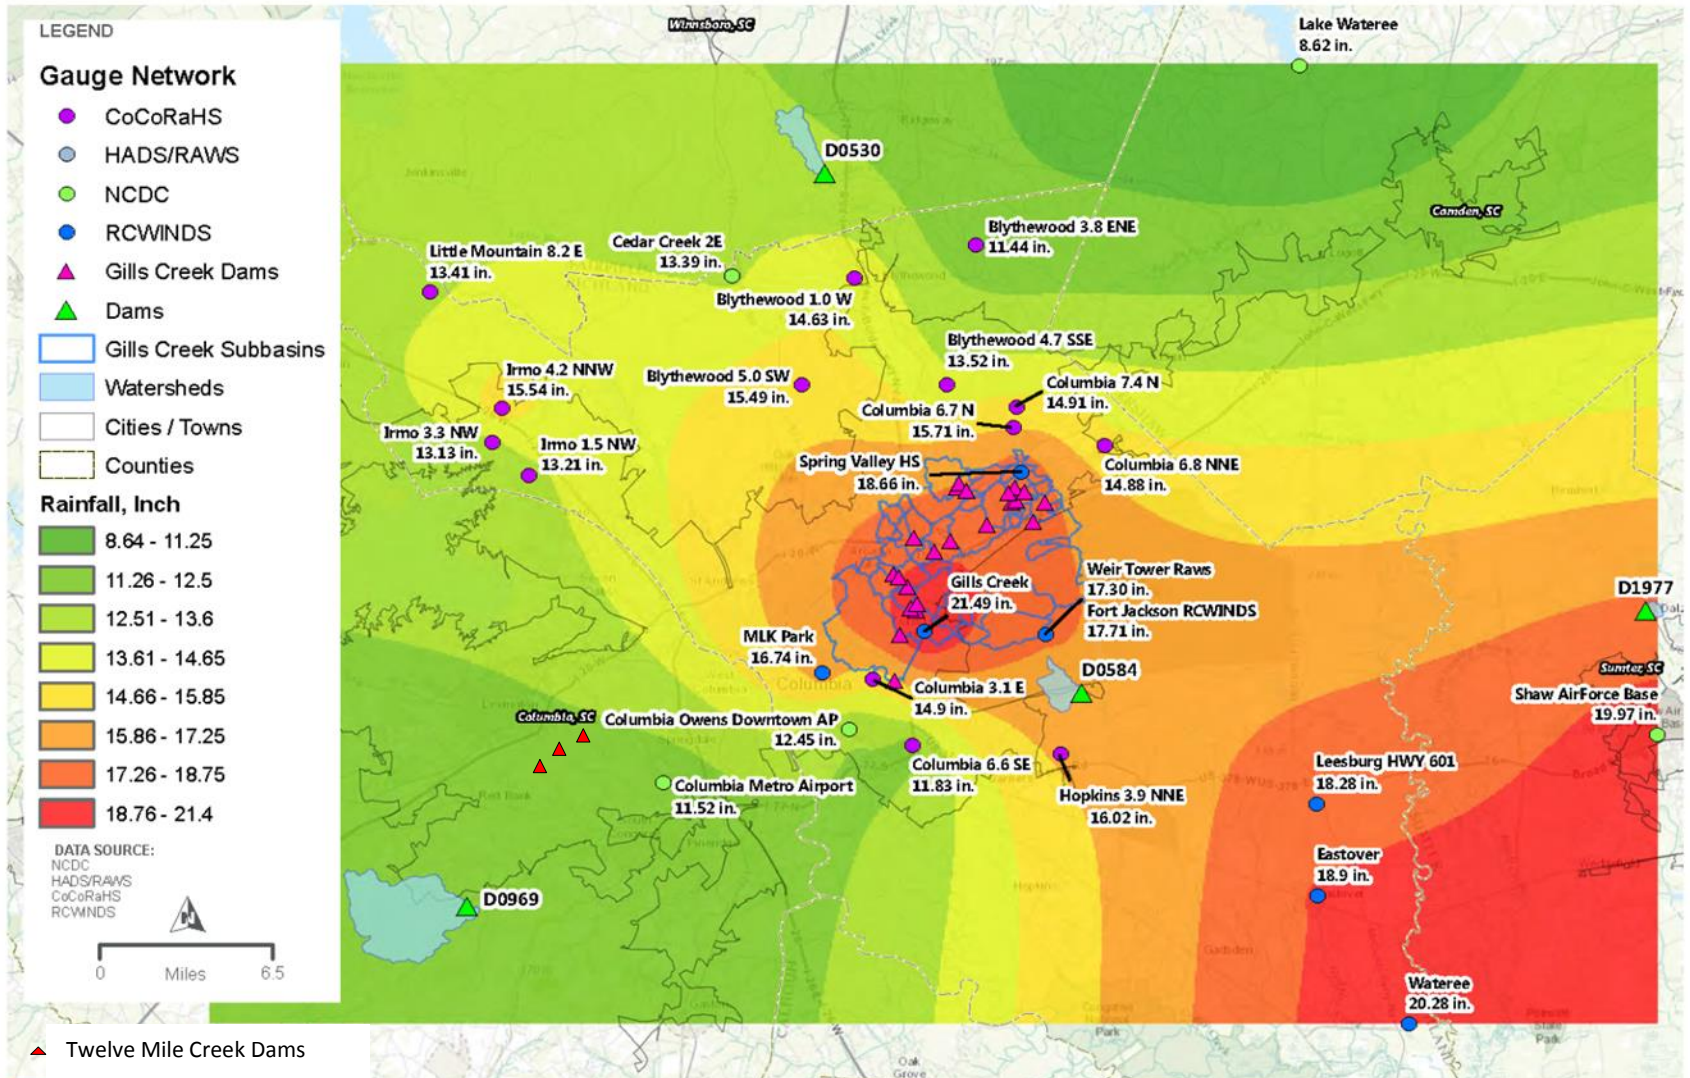 LEGEND
Gauge Network
CoCoRaHS
HADS/RAWS
NCDC
RCWINDS
Gills Creek Dams
Dams
Gills Creek Subbasins
Watersheds
Cities / Towns
Counties
Rainfall, Inch
8.64 - 11.25
11.26 - 12.5
12.51 - 13.6
13.61 - 14.65
14.66 - 15.85
15.86 - 17.25
17.26 - 18.75
18.76 - 21.4
DATA SOURCE:
NCDC
HADS/RAWS
CoCoRaHS
RCWINDS
N
0 Miles 6.5
Twelve Mile Creek Dams
Winnsboro, SC
Lake Wateree
8.62 in.
D0530
Camden, SC
Blythewood 3.8 ENE
11.44 in.
Little Mountain 8.2 E
13.41 in.
Cedar Creek 2E
13.39 in.
Blythewood 1.0 W
14.63 in.
Blythewood 4.7 SSE
13.52 in.
Irmo 4.2 NNW
15.54 in.
Blythewood 5.0 SW
15.49 in.
Columbia 7.4 N
14.91 in.
Columbia 6.7 N
15.71 in.
Irmo 3.3 NW
13.13 in.
Irmo 1.5 NW
13.21 in.
Spring Valley HS
18.66 in.
Columbia 6.8 NNE
14.88 in.
Gills Creek
21.49 in.
Weir Tower Raws
17.30 in.
Fort Jackson RCWINDS
17.71 in.
D1977
MLK Park
16.74 in.
Columbia
D0584
Sumter, SC
Shaw AirForce Base
19.97 in.
Columbia 3.1 E
14.9 in.
Columbia, SC
Columbia Owens Downtown AP
12.45 in.
Columbia 6.6 SE
11.83 in.
Columbia Metro Airport
11.52 in.
Hopkins 3.9 NNE
16.02 in.
Leesburg HWY 601
18.28 in.
Eastover
18.9 in.
D0969
Hopkins
Gadsden
Wateree
20.28 in.
Park
Oak
Grove
State
Park